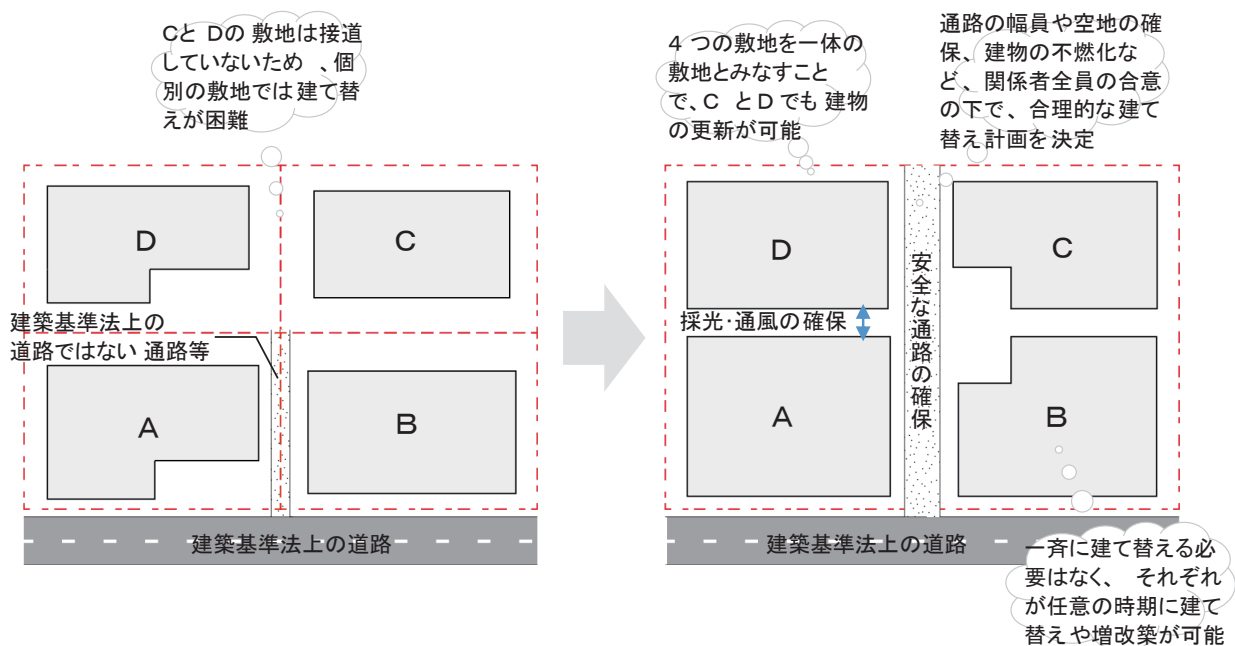 CとDの敷地は接道
していないため、個
別の敷地では建て替
えが困難
D
C
建築基準法上の
道路ではない通路等
A
B
建築基準法上の道路
4つの敷地を一体の
敷地とみなすこと
で、CとDでも建物
の更新が可能
通路の幅員や空地の確
保、建物の不燃化な
ど、関係者全員の合意
の下で、合理的な建て
替え計画を決定
D
C
採光・通風の確保
安全な通路の確保
A
B
建築基準法上の道路
一斉に建て替える必
要はなく、それぞれ
が任意の時期に建て
替えや増改築が可能